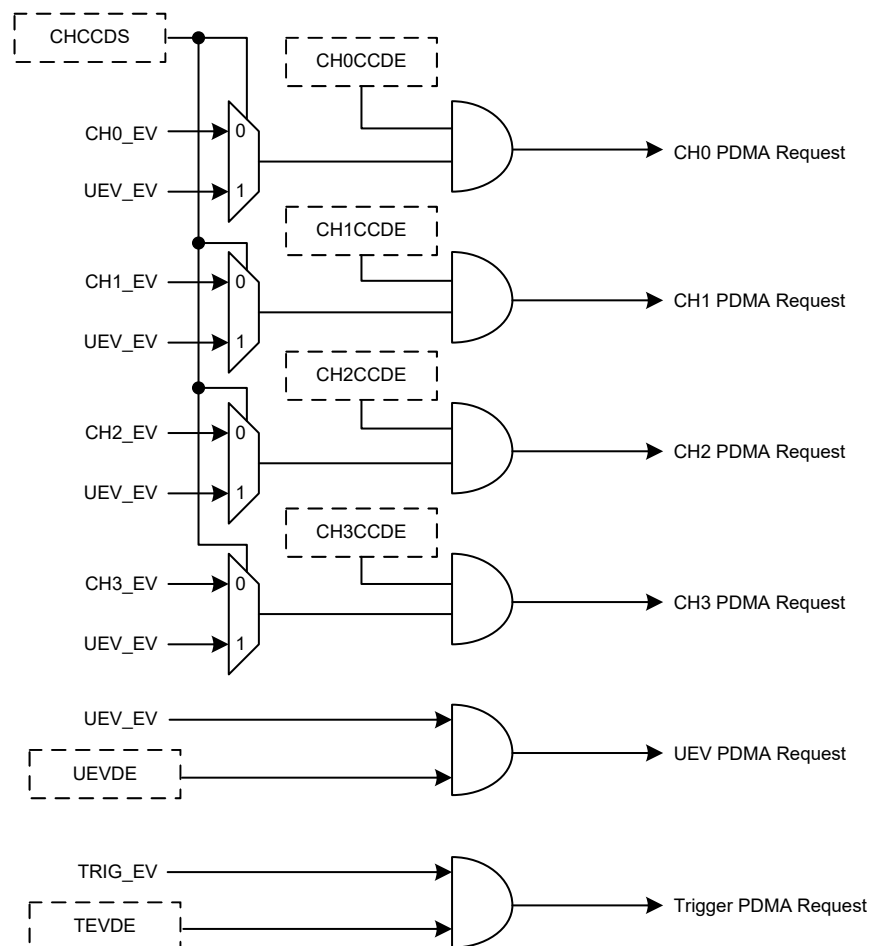 CHCCDS
CH0CCDE
CH0_EV
0
CH0 PDMA Request
UEV_EV
1
CH1CCDE
CH1_EV
0
CH1 PDMA Request
UEV_EV
1
CH2CCDE
CH2_EV
0
CH2 PDMA Request
UEV_EV
1
CH3CCDE
CH3_EV
0
CH3 PDMA Request
UEV_EV
1
UEV_EV
UEV PDMA Request
UEVDE
TRIG_EV
Trigger PDMA Request
TEVDE